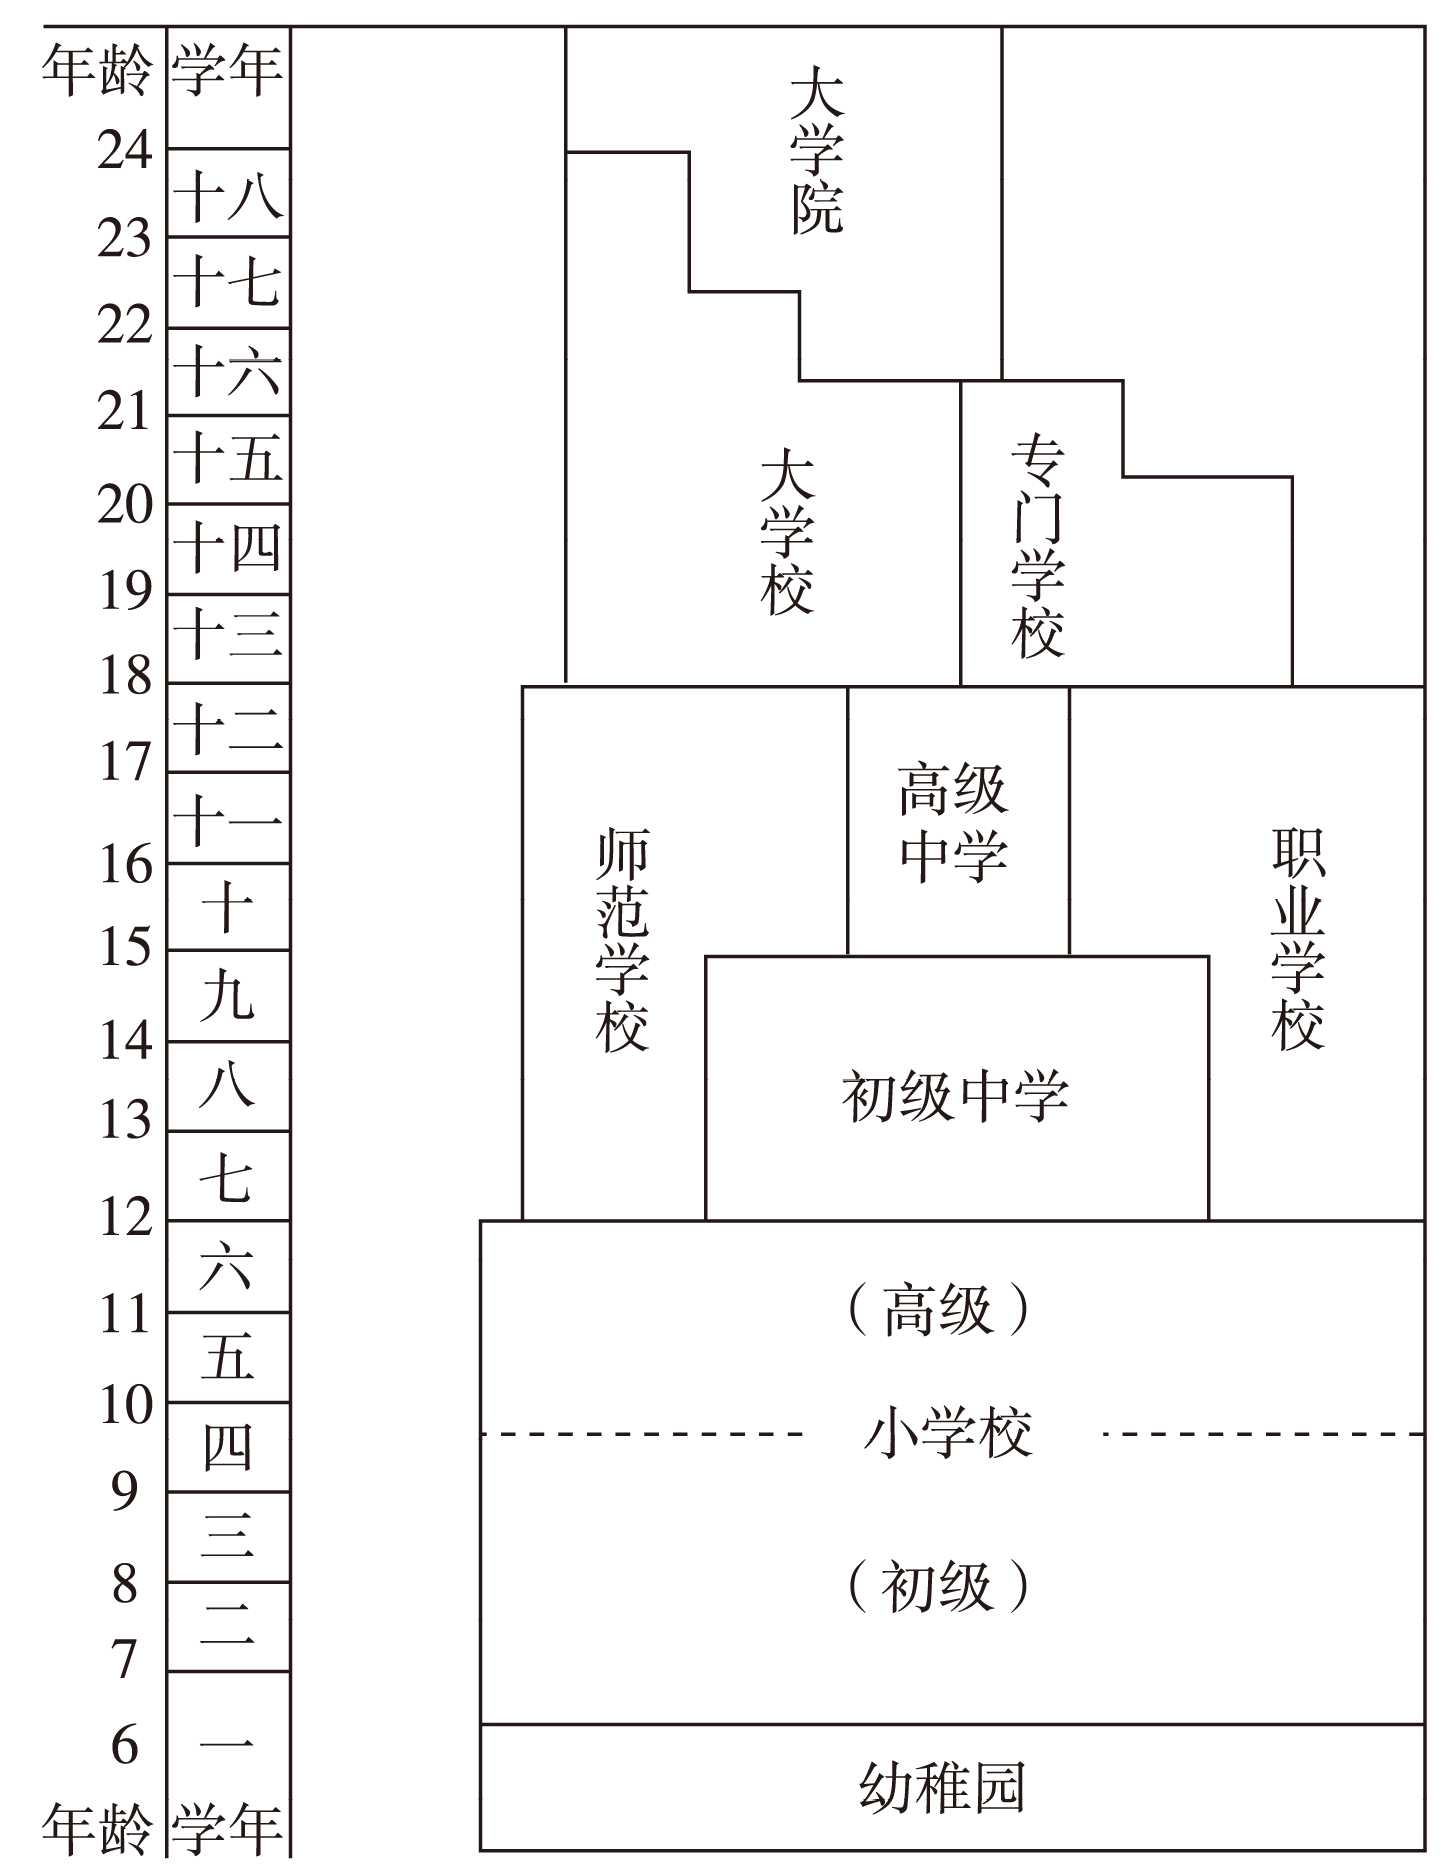 年龄 学年
24
十八
23
十七
22
十六
21
十五
20
十四
19
十三
18
十二
17
十一
16
十
15
九
14
八
13
七
12
六
11
五
10
四
9
三
8
二
7
6 一
年龄 学年
大学院
大学校
专门学校
师范学校
高级
中学
职业学校
初级中学
（高级）
小学校
（初级）
幼稚园